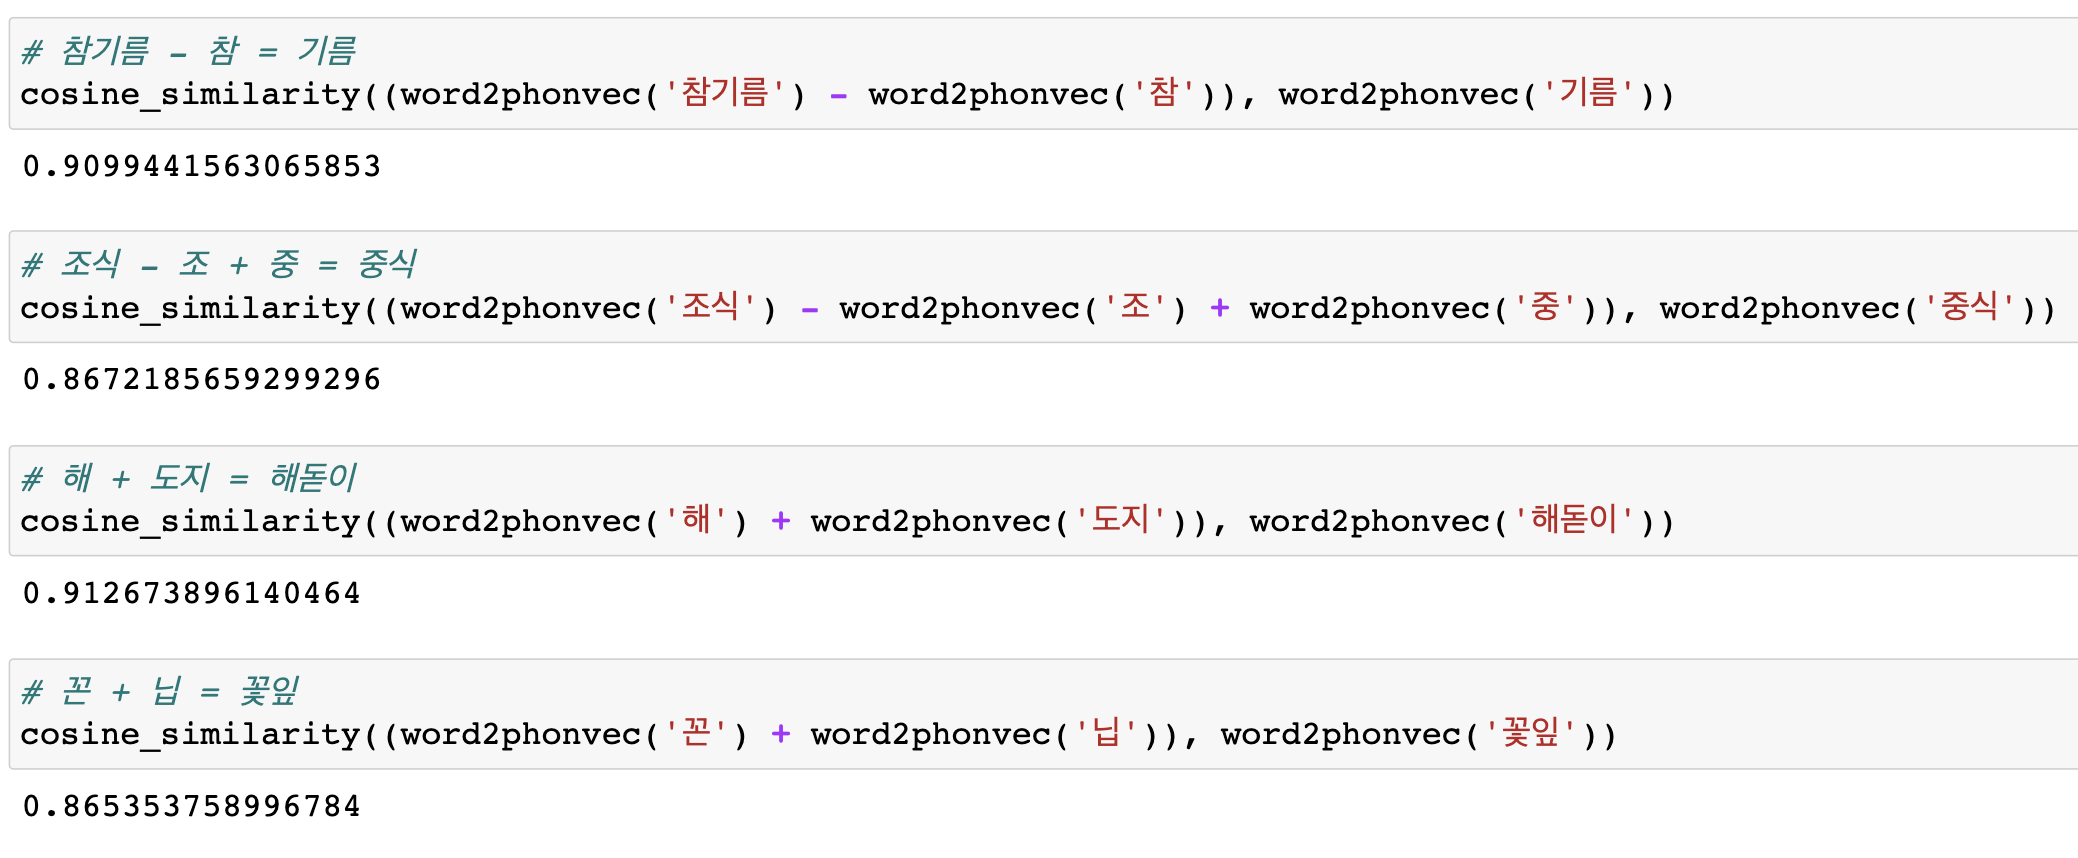 # 참기름 - 참 = 기름
cosine_similarity((word2phonvec('참기름') - word2phonvec('참')), word2phonvec('기름'))
0.9099441563065853
# 조식 - 조 + 중 = 중식
cosine_similarity((word2phonvec('조식') - word2phonvec('조') + word2phonvec('중')), word2phonvec('중식'))
0.8672185659299296
# 해 + 도지 = 해돋이
cosine_similarity((word2phonvec('해') + word2phonvec('도지')), word2phonvec('해돋이'))
0.912673896140464
# 꼰 + 닙 = 꽃잎
cosine_similarity((word2phonvec('꼰') + word2phonvec('닙')), word2phonvec('꽃잎'))
0.865353758996784